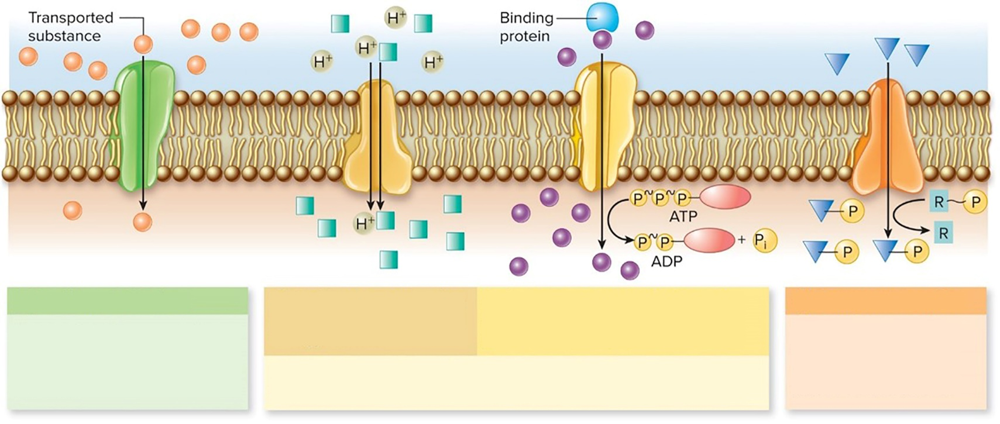 Transported
substance
H⁺
H⁺
H⁺
H⁺
Binding
protein
H⁺
P~P~P
ATP
P~P + Pᵢ
ADP
P
P
P
R~P
R